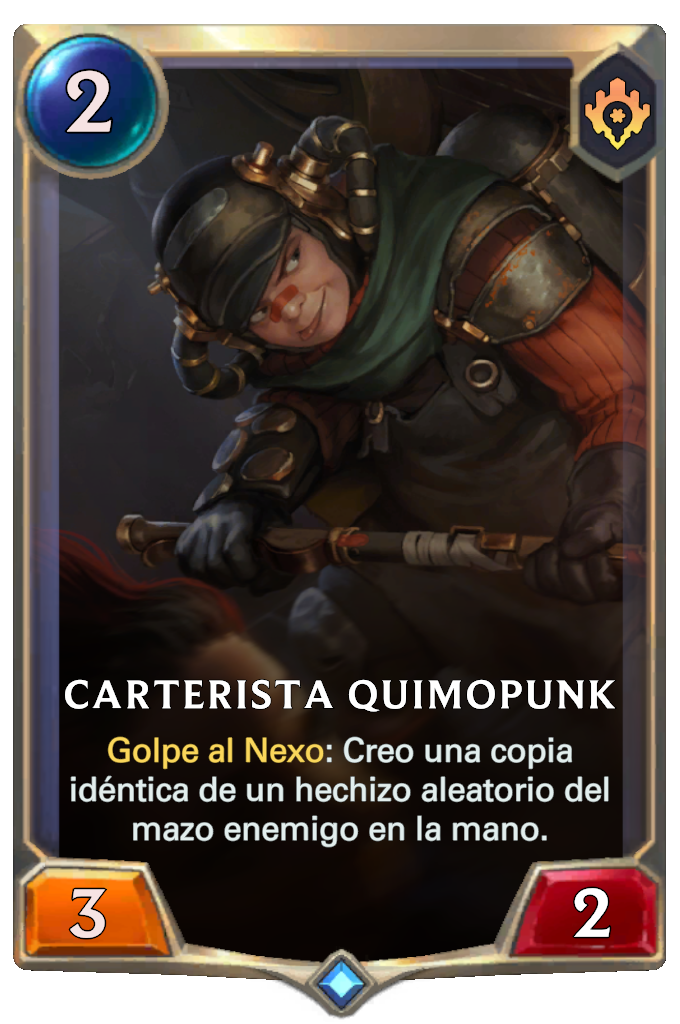 2
CARTERISTA QUIMOPUNK
Golpe al Nexo: Creo una copia
idéntica de un hechizo aleatorio del
mazo enemigo en la mano.
3
2